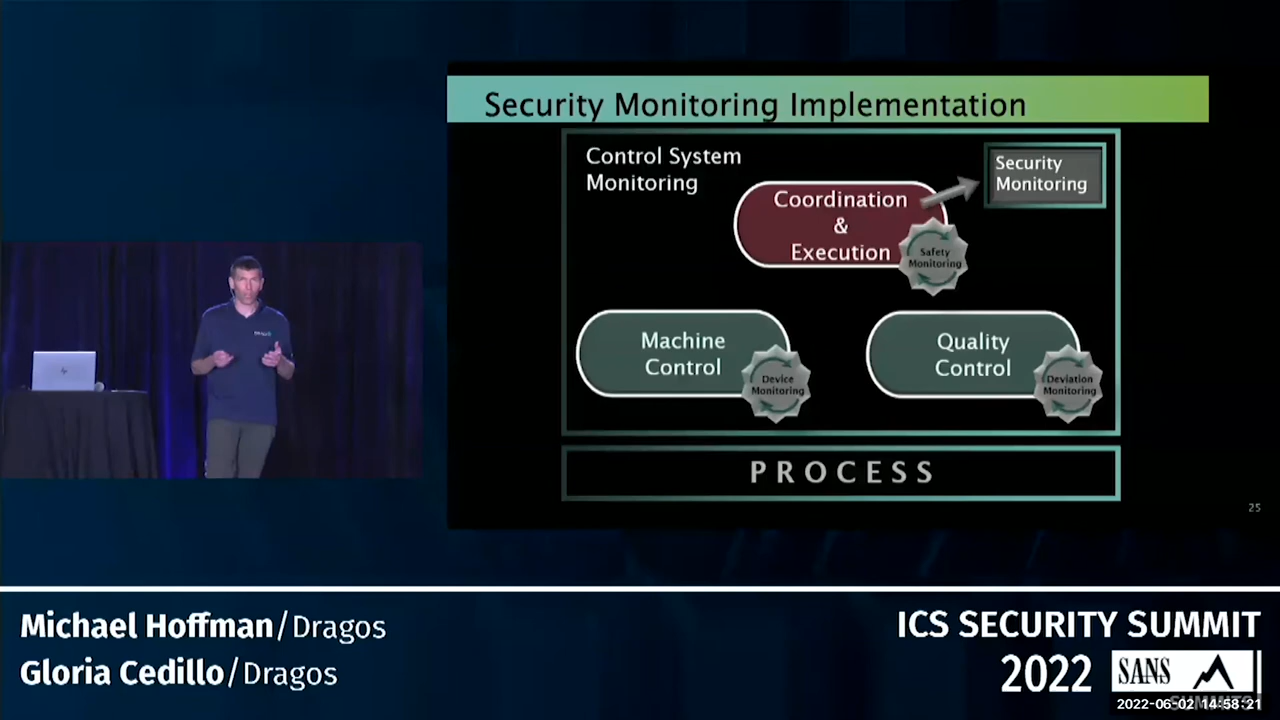 Security Monitoring Implementation
Control System
Monitoring
Security
Monitoring
Coordination
&
Execution
Safety
Monitoring
Machine
Control
Device
Monitoring
Quality
Control
Deviation
Monitoring
PROCESS
25
Michael Hoffman/Dragos
Gloria Cedillo/Dragos
ICS SECURITY SUMMIT
2022
SANS
SUMMITS
2022-06-02 14:58:21